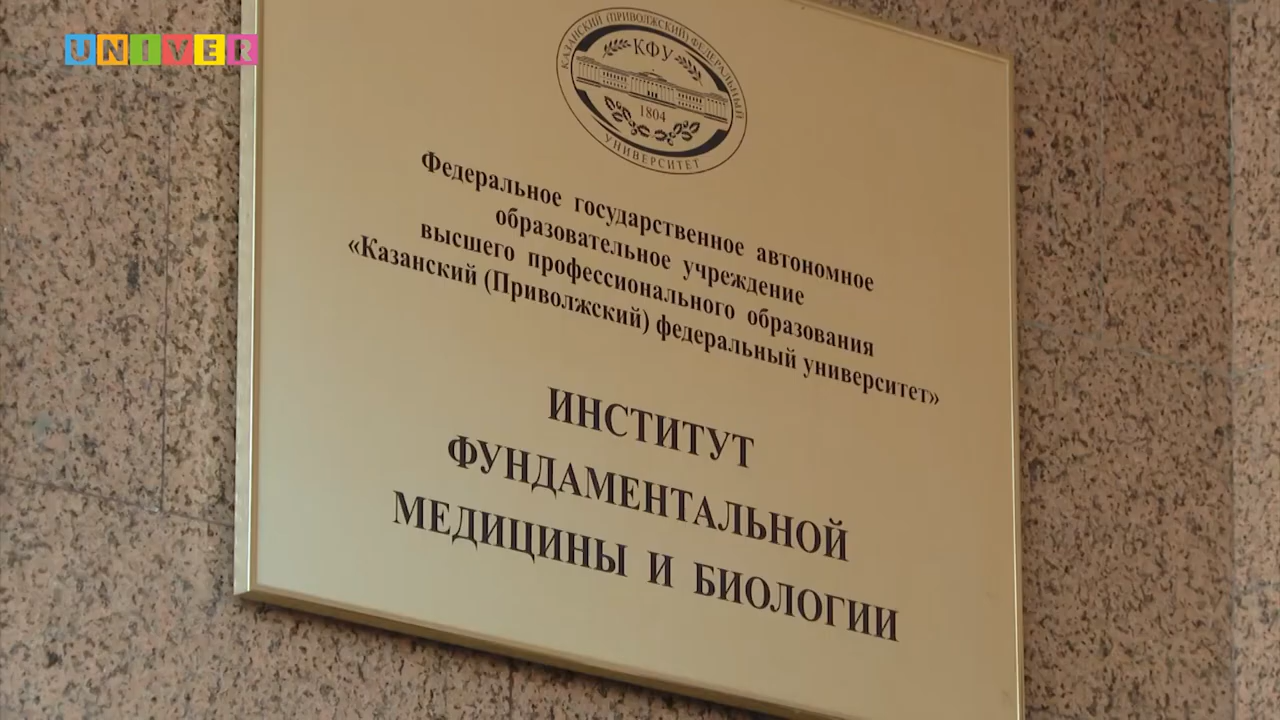 UNIVER
КАЗАНСКИЙ (ПРИВОЛЖСКИЙ) ФЕДЕРАЛЬНЫЙ
КФУ
1804
УНИВЕРСИТЕТ
Федеральное государственное автономное
образовательное учреждение
высшего профессионального образования
«Казанский (Приволжский) федеральный университет»
ИНСТИТУТ
ФУНДАМЕНТАЛЬНОЙ
МЕДИЦИНЫ И БИОЛОГИИ